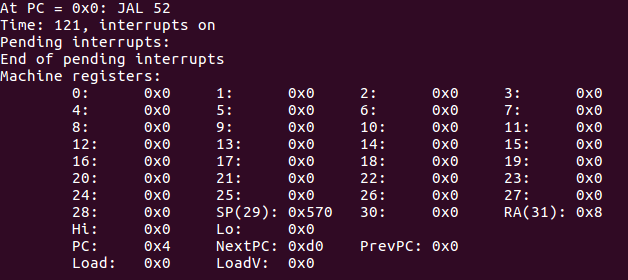 At PC = 0x0: JAL 52
Time: 121, interrupts on
Pending interrupts:
End of pending interrupts
Machine registers:
0: 0x0 1: 0x0 2: 0x0 3: 0x0
4: 0x0 5: 0x0 6: 0x0 7: 0x0
8: 0x0 9: 0x0 10: 0x0 11: 0x0
12: 0x0 13: 0x0 14: 0x0 15: 0x0
16: 0x0 17: 0x0 18: 0x0 19: 0x0
20: 0x0 21: 0x0 22: 0x0 23: 0x0
24: 0x0 25: 0x0 26: 0x0 27: 0x0
28: 0x0 SP(29): 0x570 30: 0x0 RA(31): 0x8
Hi: 0x0 Lo: 0x0
PC: 0x4 NextPC: 0xd0 PrevPC: 0x0
Load: 0x0 LoadV: 0x0